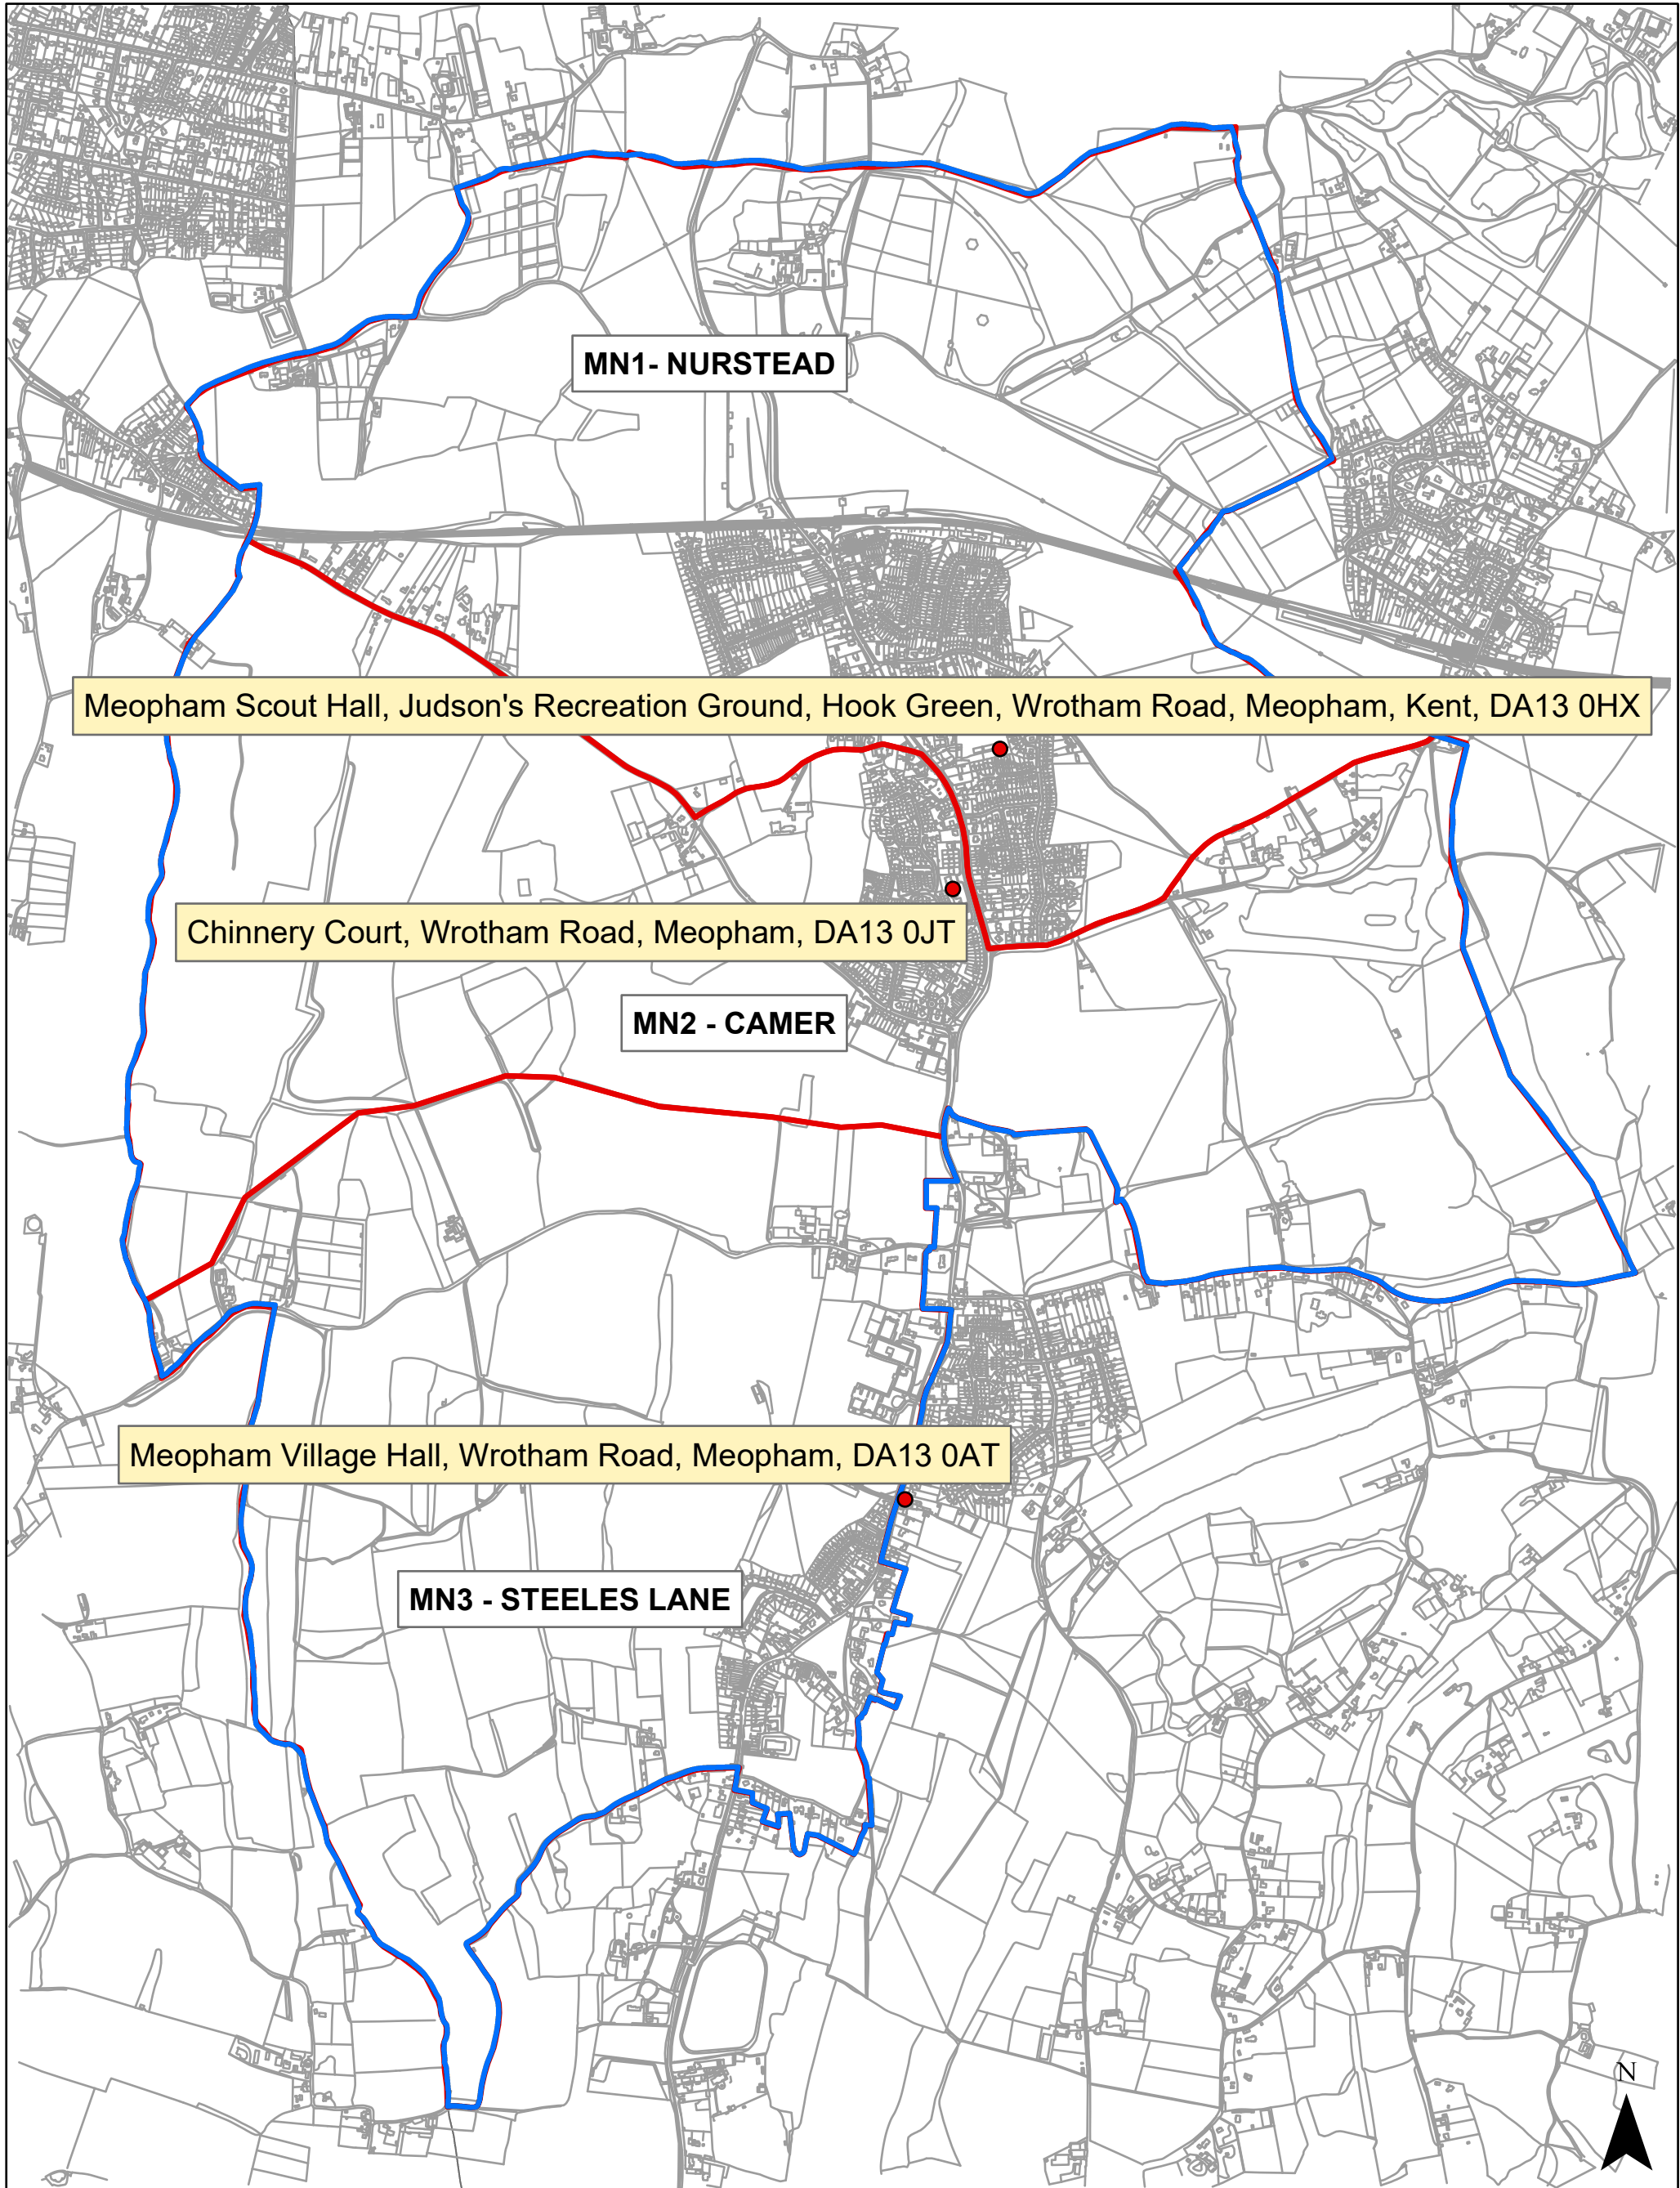 MN1- NURSTEAD
Meopham Scout Hall, Judson's Recreation Ground, Hook Green, Wrotham Road, Meopham, Kent, DA13 0HX
Chinnery Court, Wrotham Road, Meopham, DA13 0JT
MN2 - CAMER
Meopham Village Hall, Wrotham Road, Meopham, DA13 0AT
MN3 - STEELES LANE
N